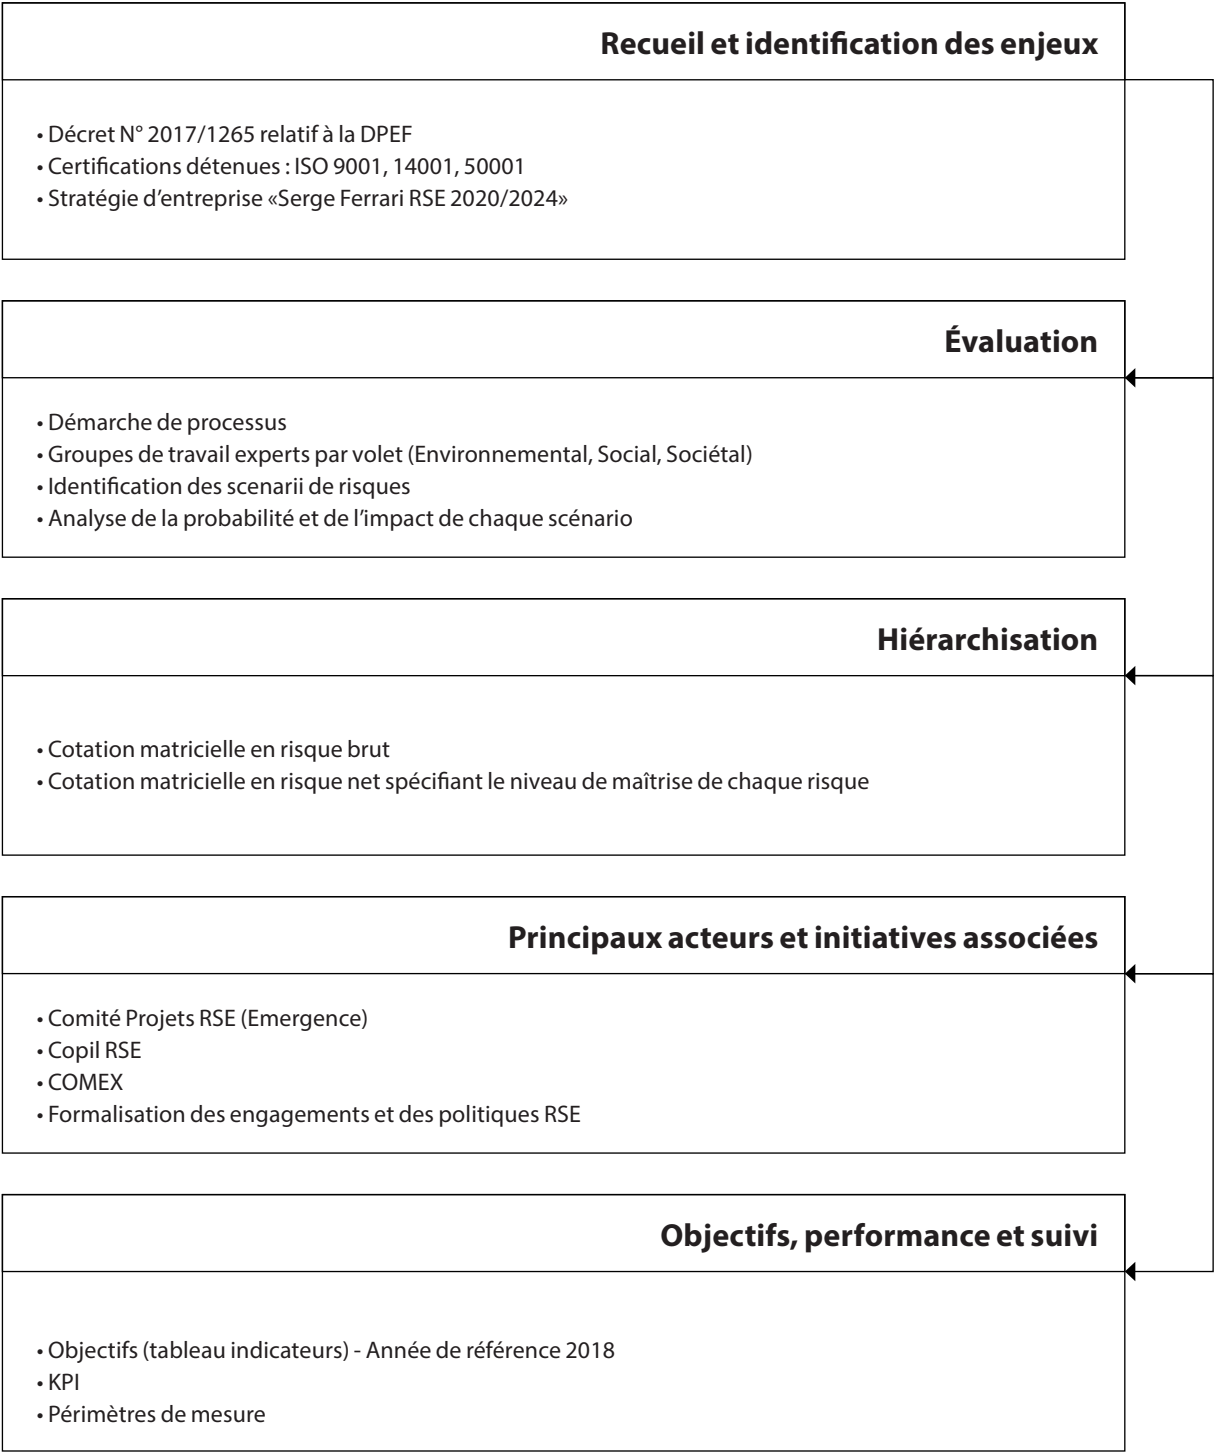 Recueil et identification des enjeux
• Décret N° 2017/1265 relatif à la DPEF
• Certifications détenues : ISO 9001, 14001, 50001
• Stratégie d’entreprise «Serge Ferrari RSE 2020/2024»
Évaluation
• Démarche de processus
• Groupes de travail experts par volet (Environnemental, Social, Sociétal)
• Identification des scenarii de risques
• Analyse de la probabilité et de l’impact de chaque scénario
Hiérarchisation
• Cotation matricielle en risque brut
• Cotation matricielle en risque net spécifiant le niveau de maîtrise de chaque risque
Principaux acteurs et initiatives associées
• Comité Projets RSE (Emergence)
• Copil RSE
• COMEX
• Formalisation des engagements et des politiques RSE
Objectifs, performance et suivi
• Objectifs (tableau indicateurs) - Année de référence 2018
• KPI
• Périmètres de mesure